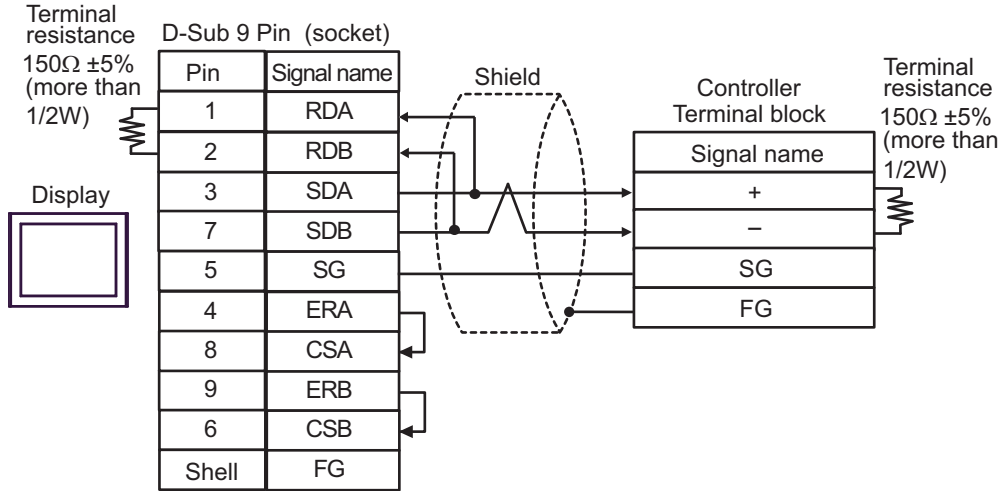 Terminal
resistance
150Ω ±5%
(more than
1/2W)
D-Sub 9 Pin (socket)
Pin Signal name
1 RDA
2 RDB
3 SDA
7 SDB
5 SG
4 ERA
8 CSA
9 ERB
6 CSB
Shell FG
Display
Shield
Controller
Terminal block
Signal name
+
–
SG
FG
Terminal
resistance
150Ω ±5%
(more than
1/2W)